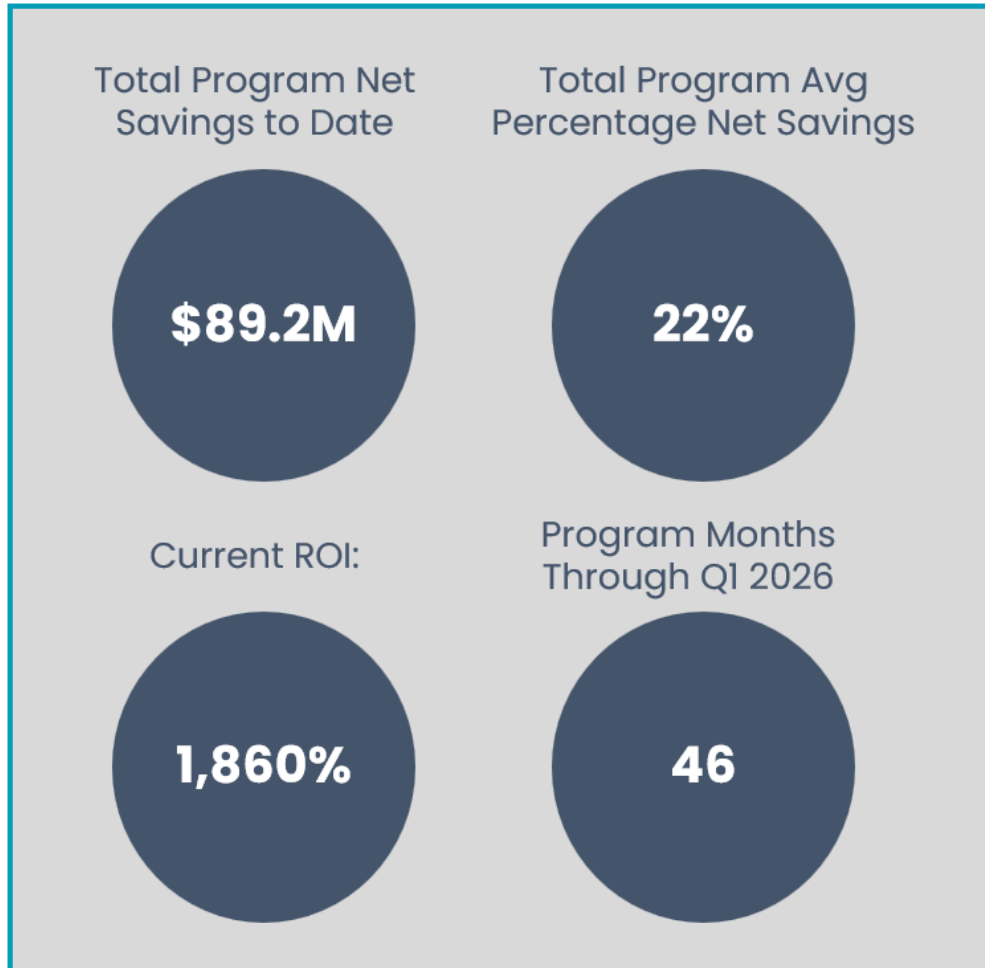 Total Program Net
Savings to Date
$89.2M
Total Program Avg
Percentage Net Savings
22%
Current ROI:
1,860%
Program Months
Through Q1 2026
46